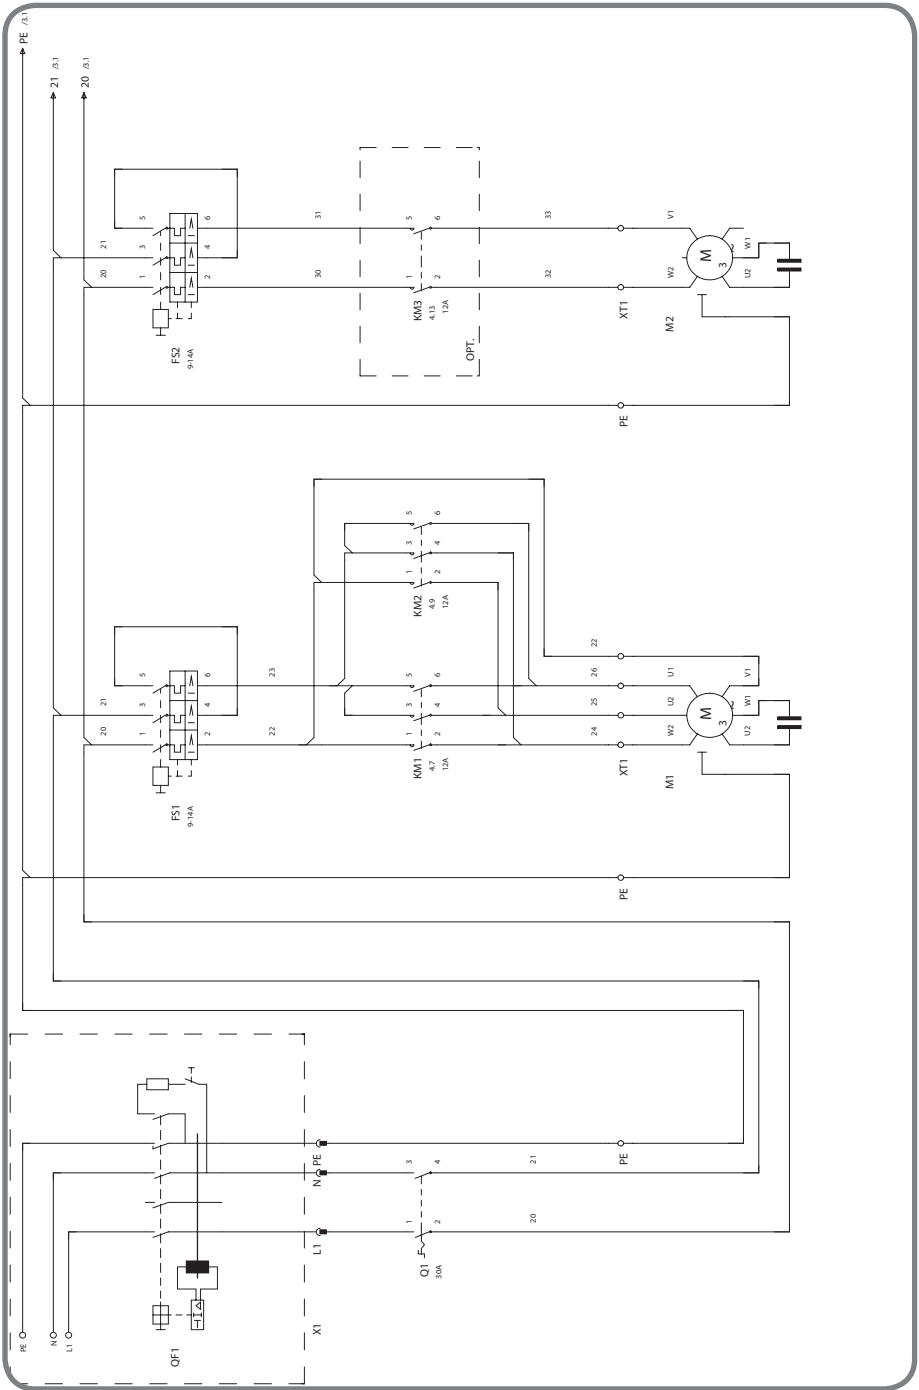 PE
PE /3.1
N
21 /3.1
L1
20 /3.1
20 21
20 21
1 3 5
1 3 5
QF1
FS1
9-14A
FS2
9-14A
2 4 6
2 4 6
22 23
30 31
X1
L1 N PE
1 3
1 3 5
1 3 5
1 5
Q1
30A
KM1
4.7
12A
KM2
4.9
12A
KM3
4.13
12A
2 4
2 4 6
2 4 6
2 6
OPT.
20 21
32 33
24 25 26 22
PE
PE
XT1
PE
XT1
M1
W2 U2 U1
M2
W2 V1
M
3 ~
M
3 ~
U2 W1 V1
U2 W1